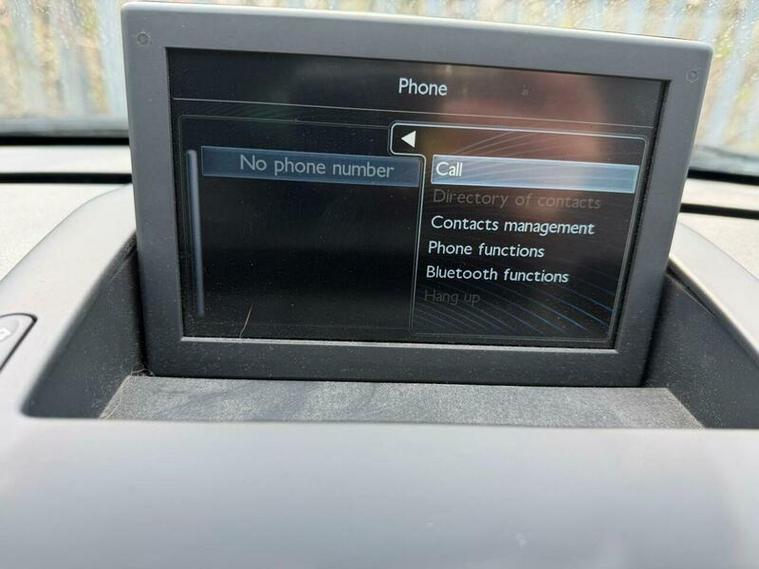 Phone
No phone number
Call
Directory of contacts
Contacts management
Phone functions
Bluetooth functions
Hang up